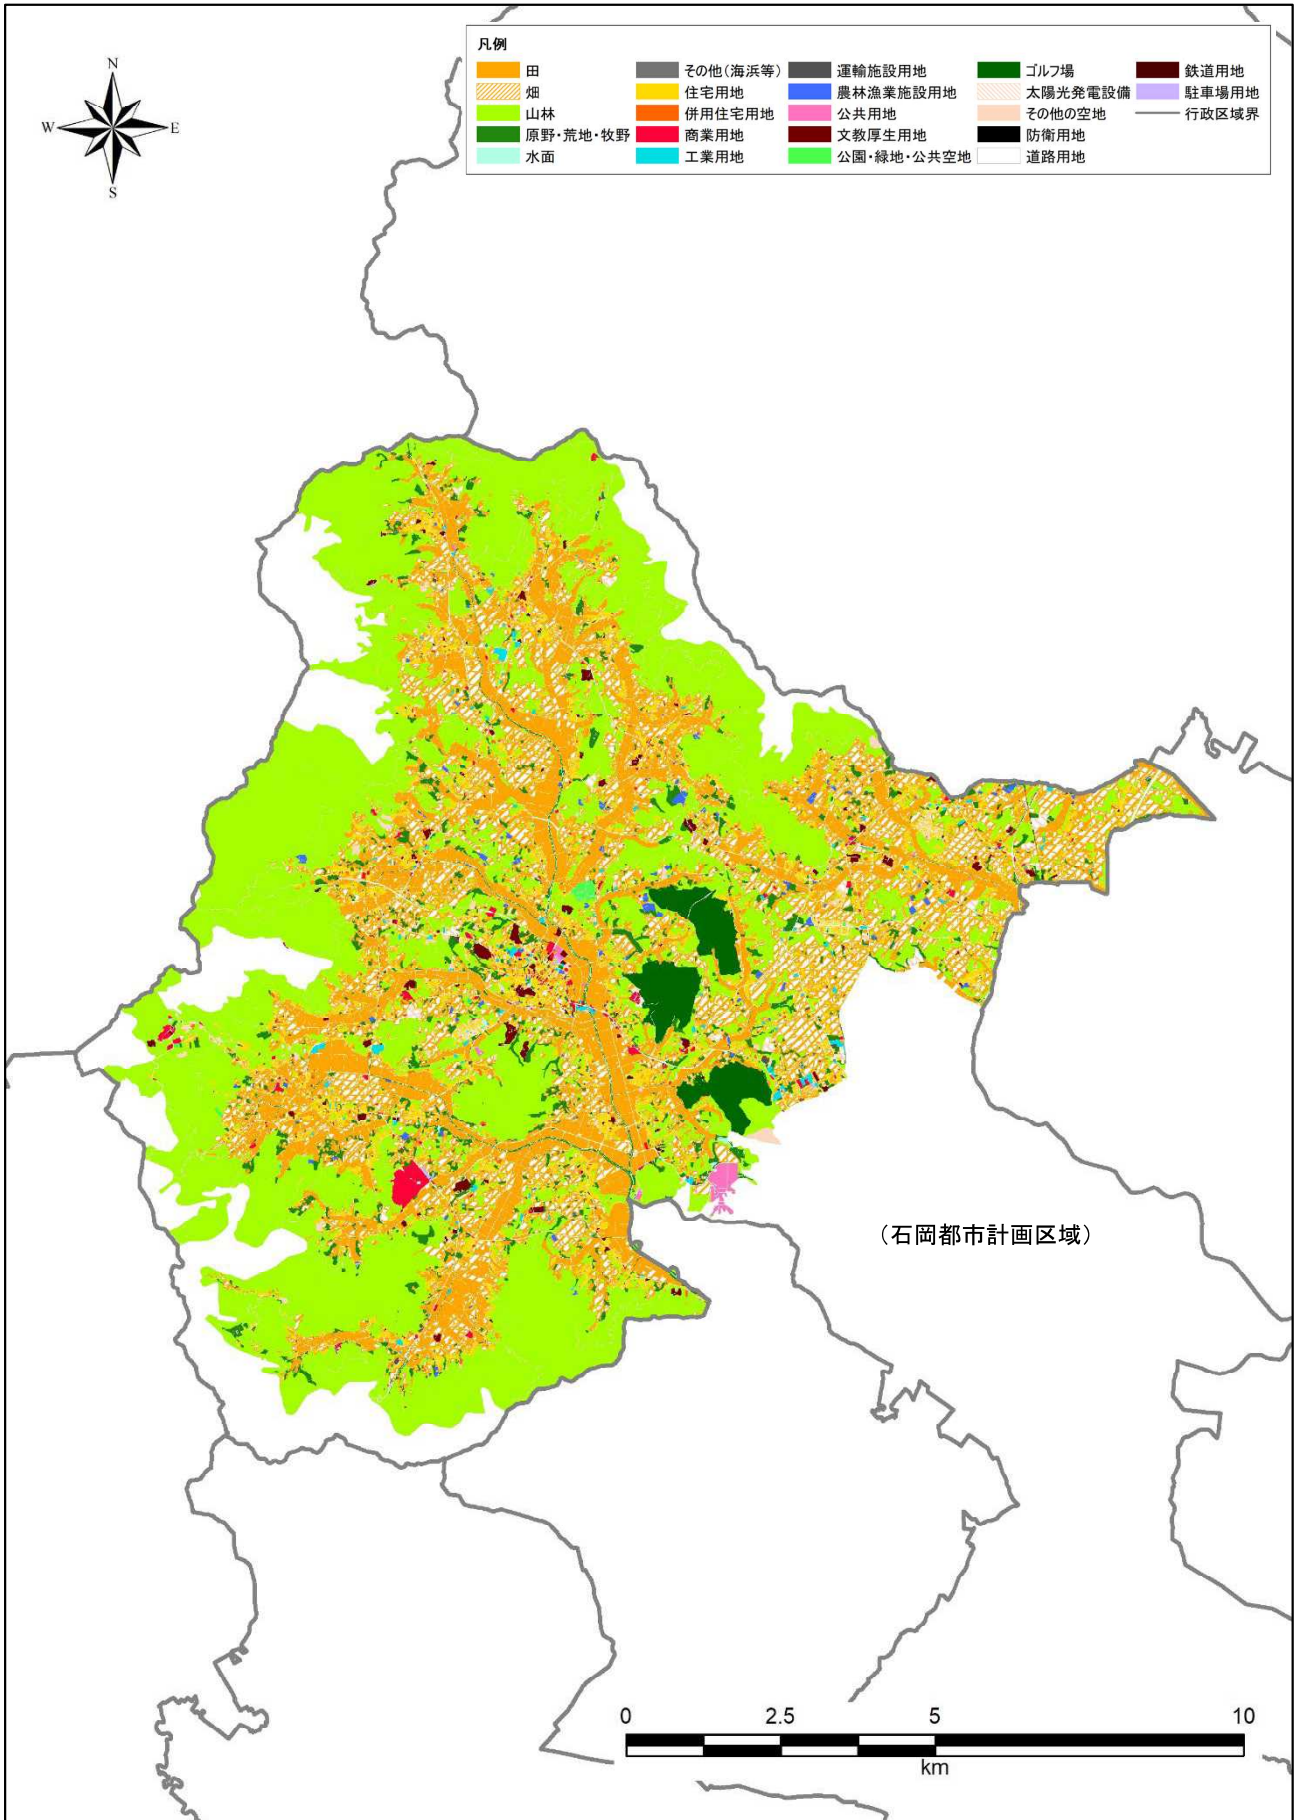 凡例
田
畑
山林
原野・荒地・牧野
水面
その他(海浜等)
住宅用地
併用住宅用地
商業用地
工業用地
運輸施設用地
農林漁業施設用地
公共用地
文教厚生用地
公園・緑地・公共空地
ゴルフ場
太陽光発電設備
その他の空地
防衛用地
道路用地
鉄道用地
駐車場用地
行政区域界
N
W E
S
(石岡都市計画区域)
0 2.5 5 10
km